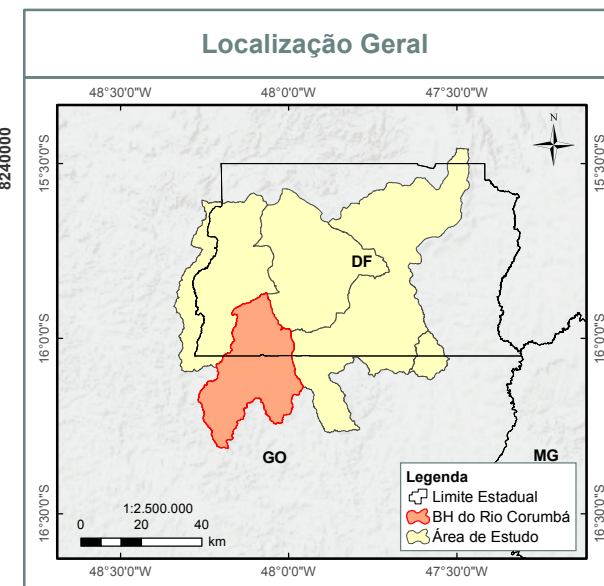 Localização Geral
8240000
48°30'0"W 48°0'0"W 47°30'0"W
N
15°30'0"S 15°30'0"S
DF
16°0'0"S 16°0'0"S
GO
MG
Legenda
Limite Estadual
BH do Rio Corumbá
Área de Estudo
1:2.500.000
0 20 40
km
16°30'0"S 16°30'0"S
48°30'0"W 48°0'0"W 47°30'0"W